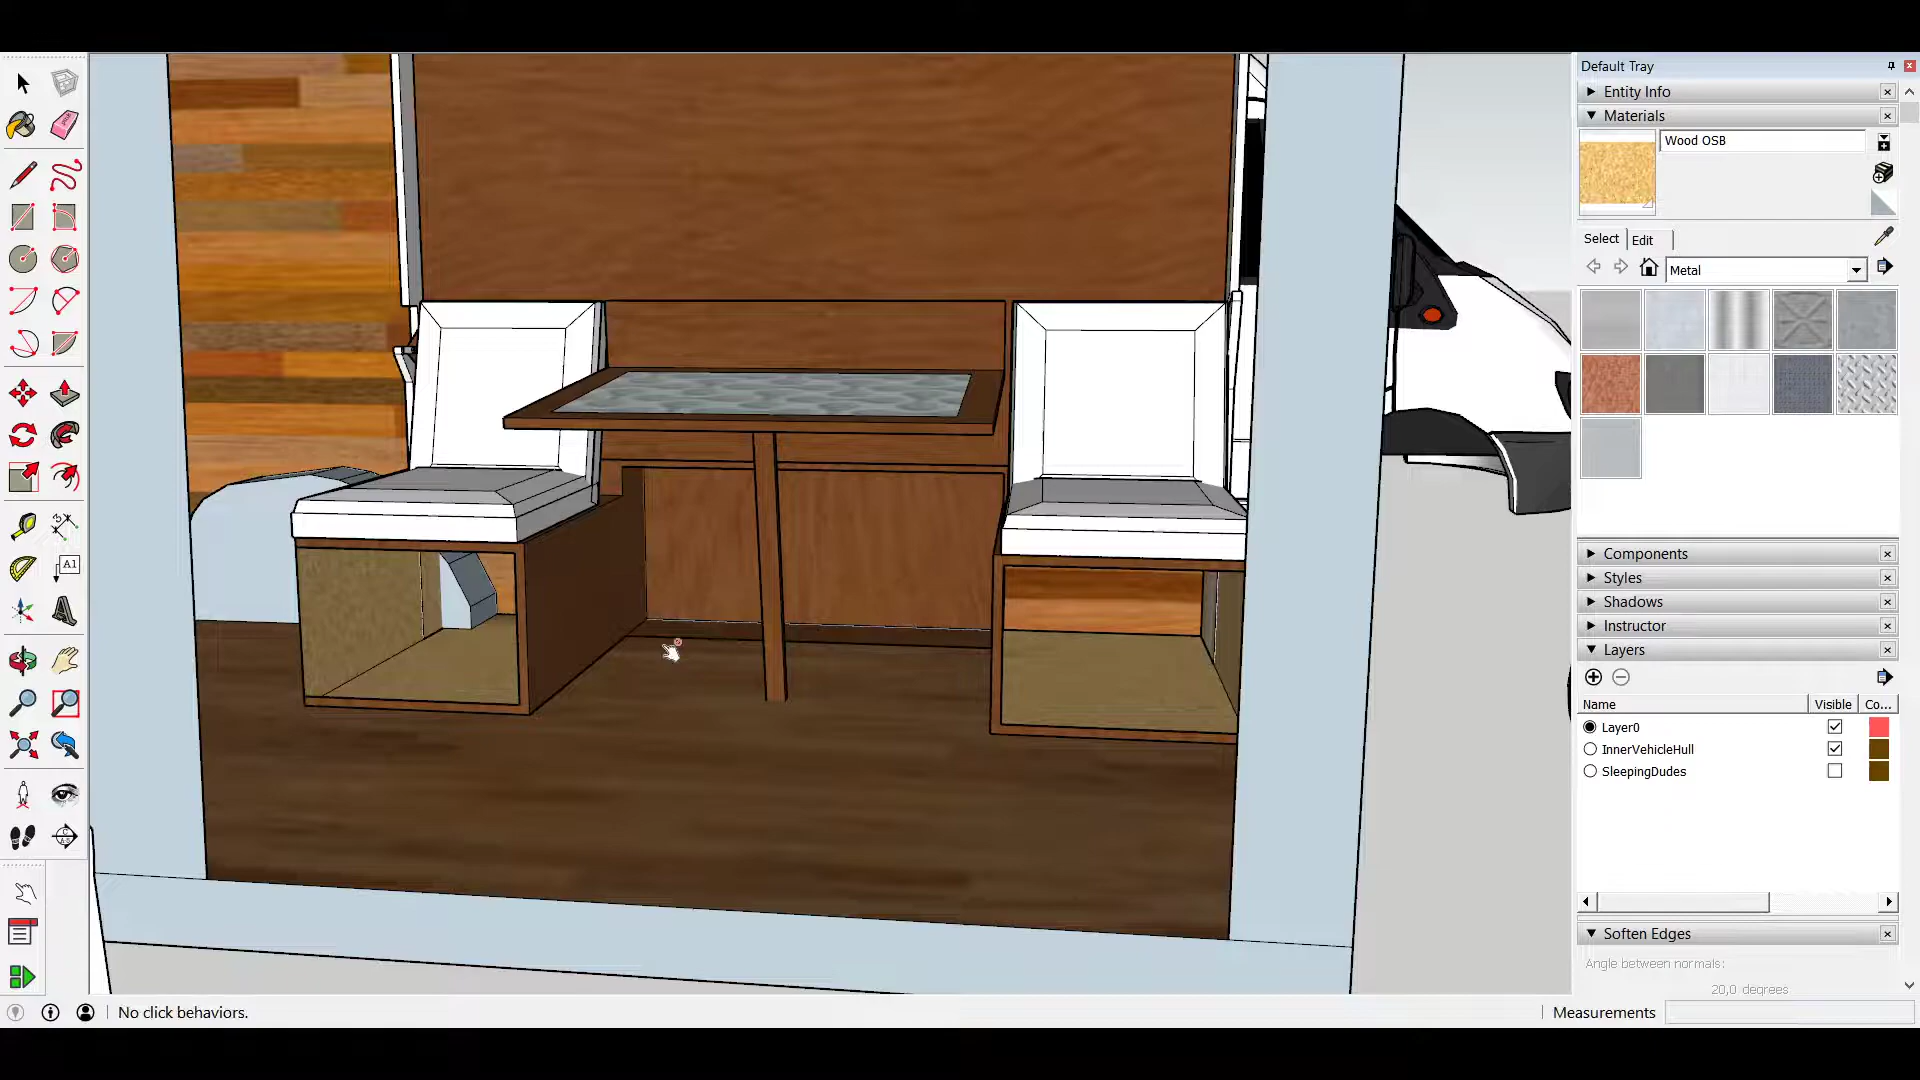 Default Tray
Entity Info
Materials
Wood OSB
Select
Edit
Metal
Components
Styles
Shadows
Instructor
Layers
Name
Visible
Co...
Layer0
InnerVehicleHull
SleepingDudes
Soften Edges
Angle between normals:
20,0 degrees
A1
No click behaviors.
Measurements